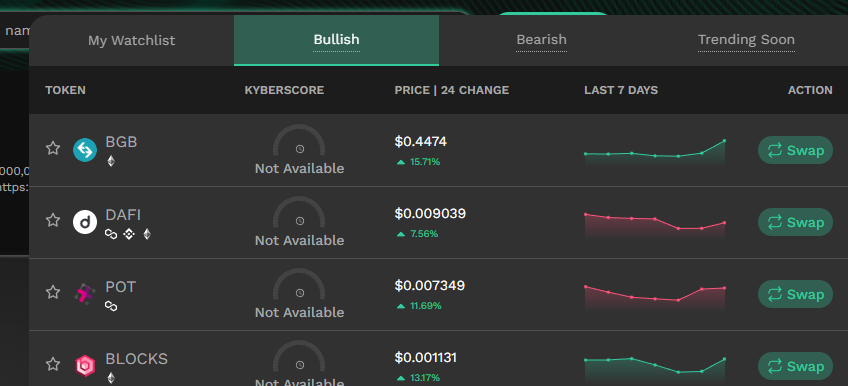 nam
My Watchlist Bullish Bearish Trending Soon
TOKEN KYBERSCORE PRICE | 24 CHANGE LAST 7 DAYS ACTION
BGB $0.4474
Not Available 15.71% Swap
000,0
https:
DAFI $0.009039
Not Available 7.56% Swap
POT $0.007349
Not Available 11.69% Swap
BLOCKS $0.001131
Not Available 13.17% Swap